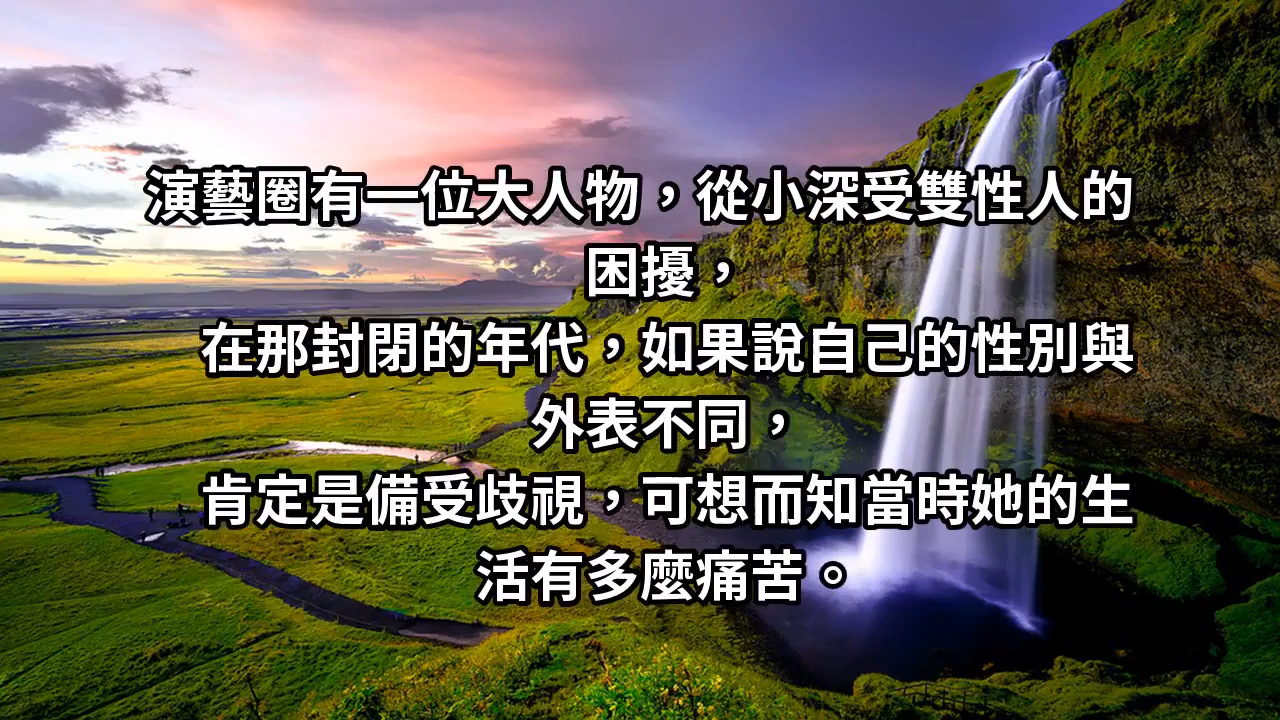 演藝圈有一位大人物，從小深受雙性人的
困擾，
在那封閉的年代，如果說自己的性別與
外表不同，
肯定是備受歧視，可想而知當時她的生
活有多麼痛苦。